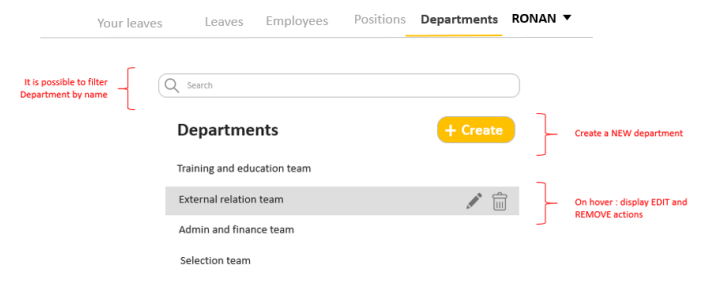 Your leaves Leaves Employees Positions Departments RONAN ▼
It is possible to filter
Department by name
Search
Departments
+ Create
Create a NEW department
Training and education team
External relation team
On hover : display EDIT and
REMOVE actions
Admin and finance team
Selection team